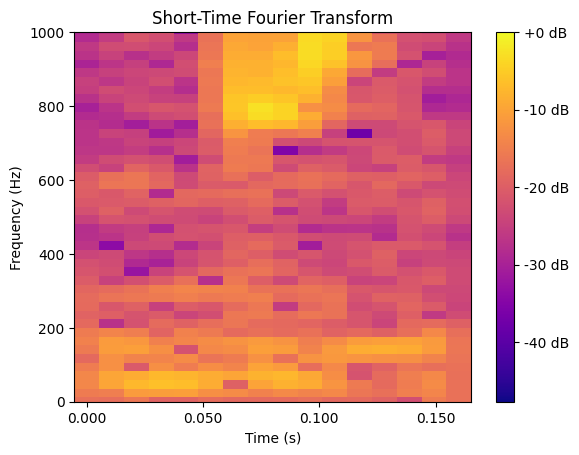 Short-Time Fourier Transform
1000
800
600
400
200
0
Frequency (Hz)
0.000
0.050
0.100
0.150
Time (s)
+0 dB
-10 dB
-20 dB
-30 dB
-40 dB